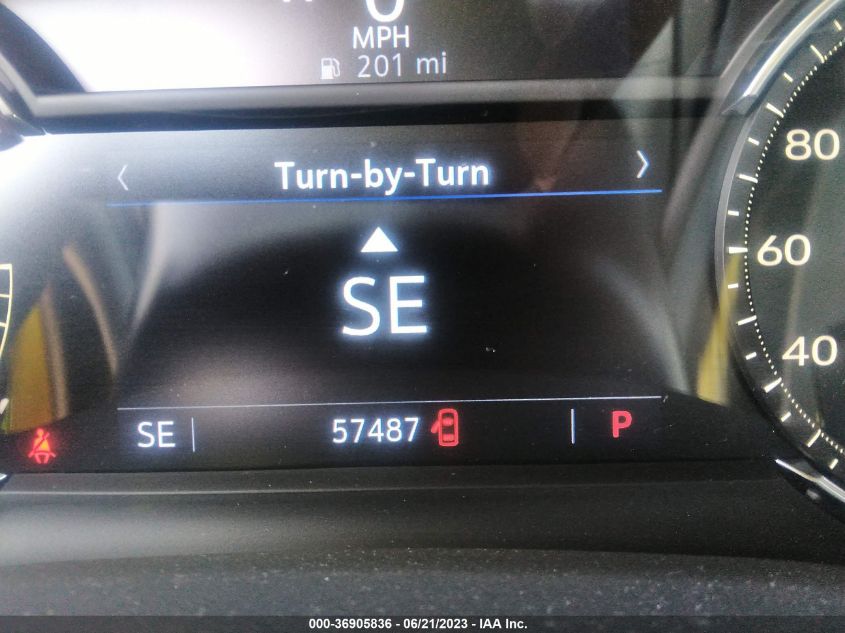 0
MPH
201 mi
Turn-by-Turn
SE
SE 57487 P
80
60
40
000-36905836 - 06/21/2023 - IAA Inc.